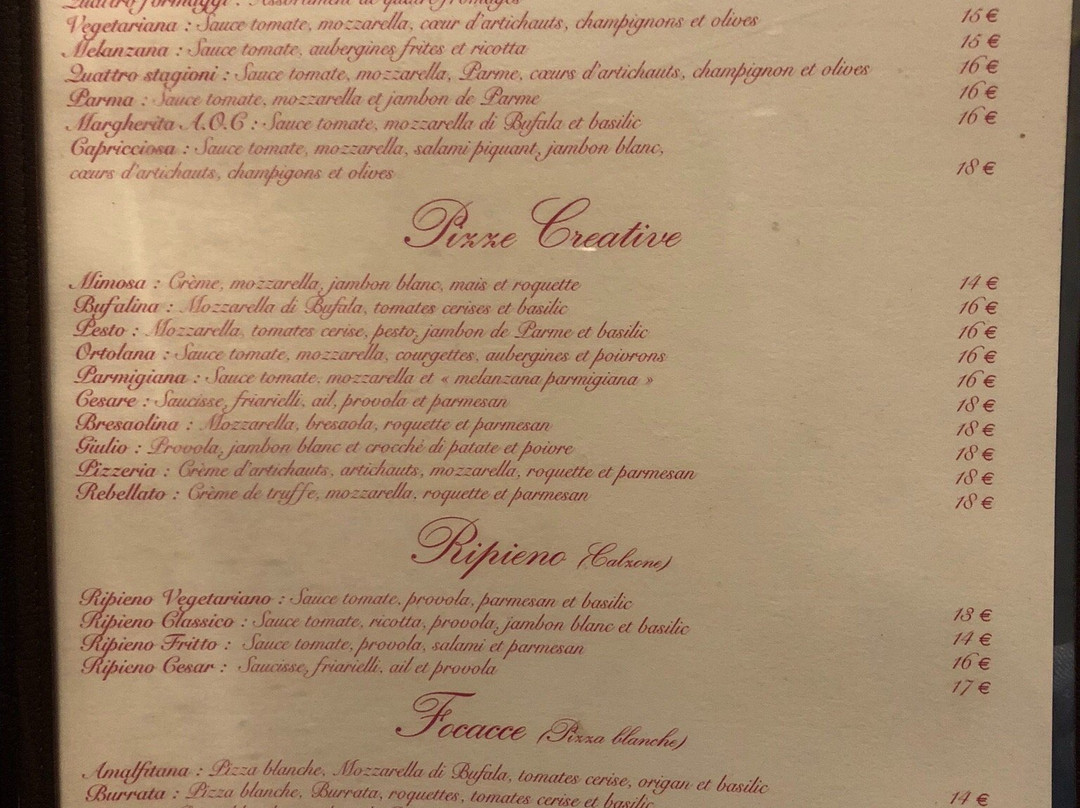 Quattro formaggi : Assortiment de quatre fromages
Vegetariana : Sauce tomate, mozzarella, cœur d'artichauts, champignons et olives 15 €
Melanzana : Sauce tomate, aubergines frites et ricotta 15 €
Quattro stagioni : Sauce tomate, mozzarella, Parme, cœurs d'artichauts, champignon et olives 16 €
Parma : Sauce tomate, mozzarella et jambon de Parme 16 €
Margherita A.O.C : Sauce tomate, mozzarella di Bufala et basilic 16 €
Capricciosa : Sauce tomate, mozzarella, salami piquant, jambon blanc,
cœurs d'artichauts, champigons et olives 18 €
Pizze Creative
Mimosa : Crème, mozzarella, jambon blanc, mais et roquette 14 €
Bufalina : Mozzarella di Bufala, tomates cerises et basilic 16 €
Pesto : Mozzarella, tomates cerise, pesto, jambon de Parme et basilic 16 €
Ortolana : Sauce tomate, mozzarella, courgettes, aubergines et poivrons 16 €
Parmigiana : Sauce tomate, mozzarella et « melanzana parmigiana » 16 €
Cesare : Saucisse, friarielli, ail, provola et parmesan 18 €
Bresaolina : Mozzarella, bresaola, roquette et parmesan 18 €
Giulio : Provola, jambon blanc et crocché di patate et poivre 18 €
Pizzeria : Crème d'artichauts, artichauts, mozzarella, roquette et parmesan 18 €
Rebellato : Crème de truffe, mozzarella, roquette et parmesan 18 €
Ripieno (Calzone)
Ripieno Vegetariano : Sauce tomate, provola, parmesan et basilic 13 €
Ripieno Classico : Sauce tomate, ricotta, provola, jambon blanc et basilic 14 €
Ripieno Fritto : Sauce tomate, provola, salami et parmesan 16 €
Ripieno Cesar : Saucisse, friarielli, ail et provola 17 €
Focacce (Pizza blanche)
Amalfitana : Pizza blanche, Mozzarella di Bufala, tomates cerise, origan et basilic 14 €
Burrata : Pizza blanche, Burrata, roquettes, tomates cerise et basilic